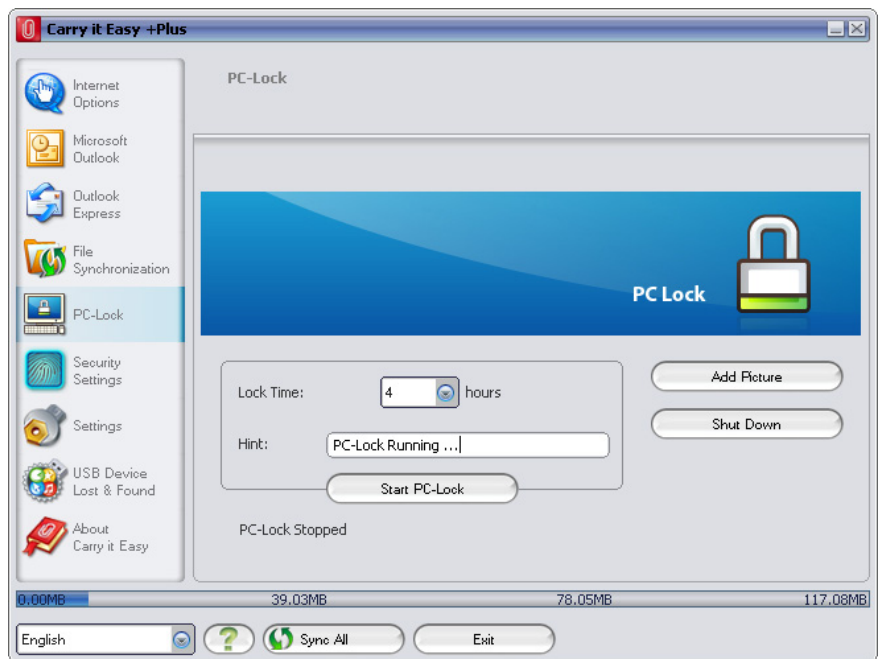 Carry it Easy +Plus
Internet
Options
Microsoft
Outlook
Outlook
Express
File
Synchronization
PC-Lock
Security
Settings
Settings
USB Device
Lost & Found
About
Carry it Easy
PC-Lock
PC Lock
Lock Time:
4
hours
Hint:
PC-Lock Running ...
Start PC-Lock
PC-Lock Stopped
Add Picture
Shut Down
0.00MB 39.03MB 78.05MB 117.08MB
English
?
Sync All
Exit